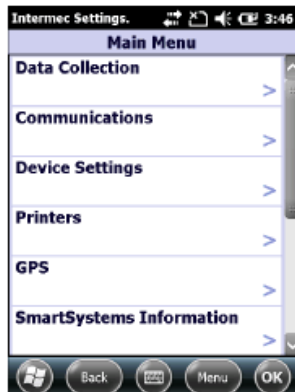 Intermec Settings. 3:46
Main Menu
Data Collection
>
Communications
>
Device Settings
>
Printers
>
GPS
>
SmartSystems Information
>
Back Menu OK